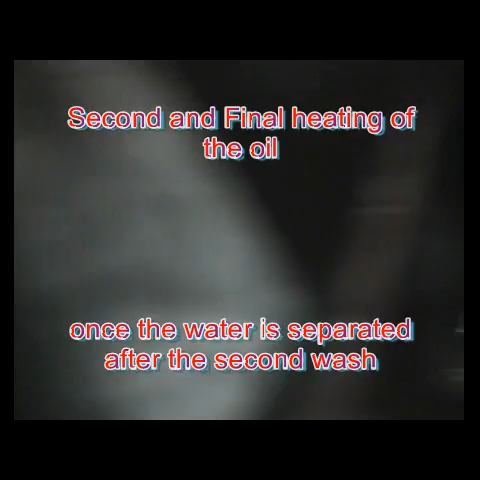 Second and Final heating of
the oil
once the water is separated
after the second wash